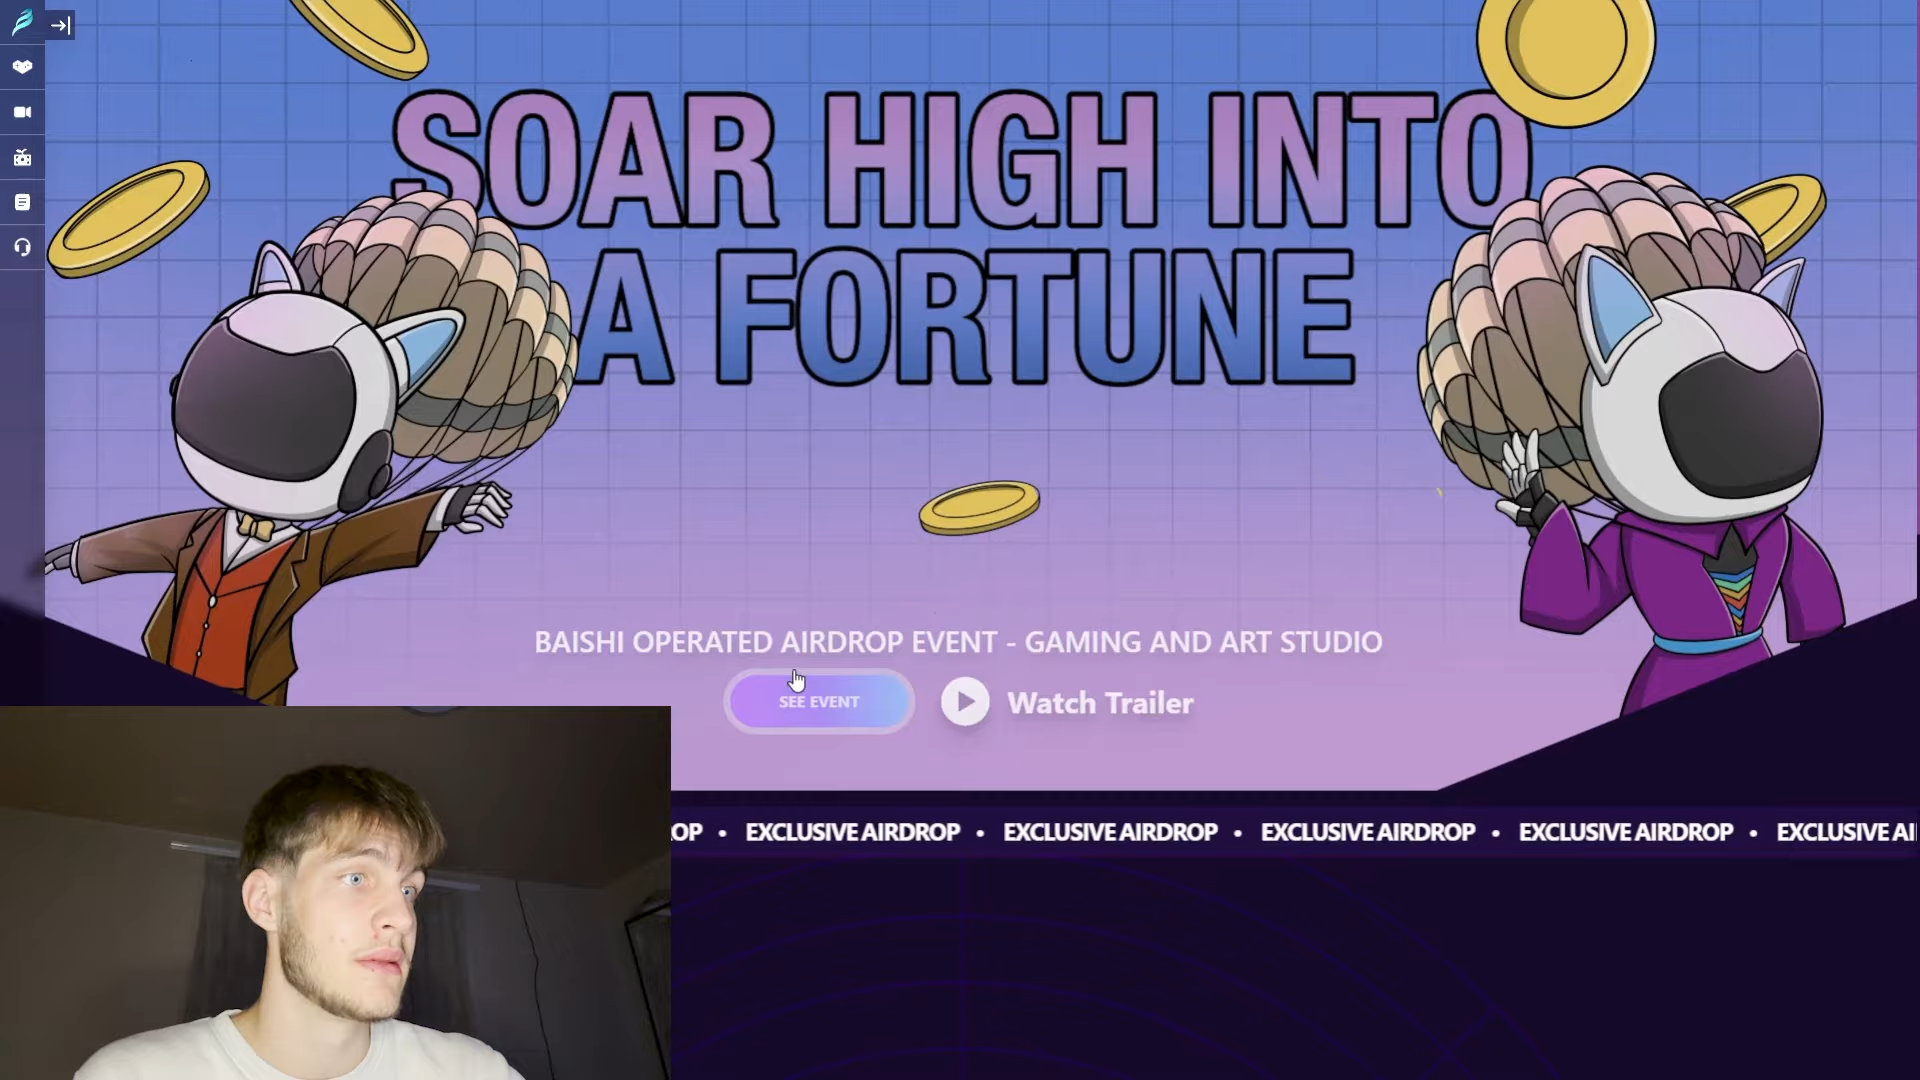 SOAR HIGH INTO
A FORTUNE
BAISHI OPERATED AIRDROP EVENT - GAMING AND ART STUDIO
SEE EVENT
Watch Trailer
OP • EXCLUSIVE AIRDROP • EXCLUSIVE AIRDROP • EXCLUSIVE AIRDROP • EXCLUSIVE AIRDROP • EXCLUSIVE AI